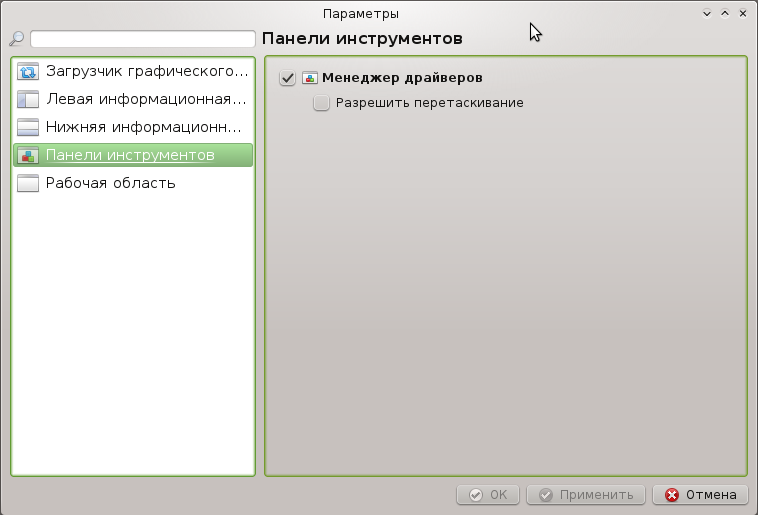 Параметры
Панели инструментов
Загрузчик графического...
Левая информационная...
Нижняя информационн...
Панели инструментов
Рабочая область
Менеджер драйверов
Разрешить перетаскивание
OK
Применить
Отмена